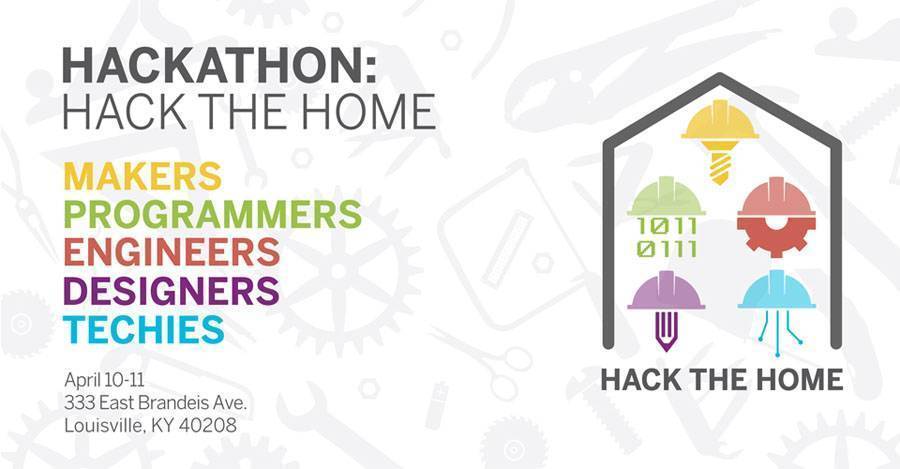 HACKATHON:
HACK THE HOME
MAKERS
PROGRAMMERS
ENGINEERS
DESIGNERS
TECHIES
April 10-11
333 East Brandeis Ave.
Louisville, KY 40208
1011
0111
HACK THE HOME